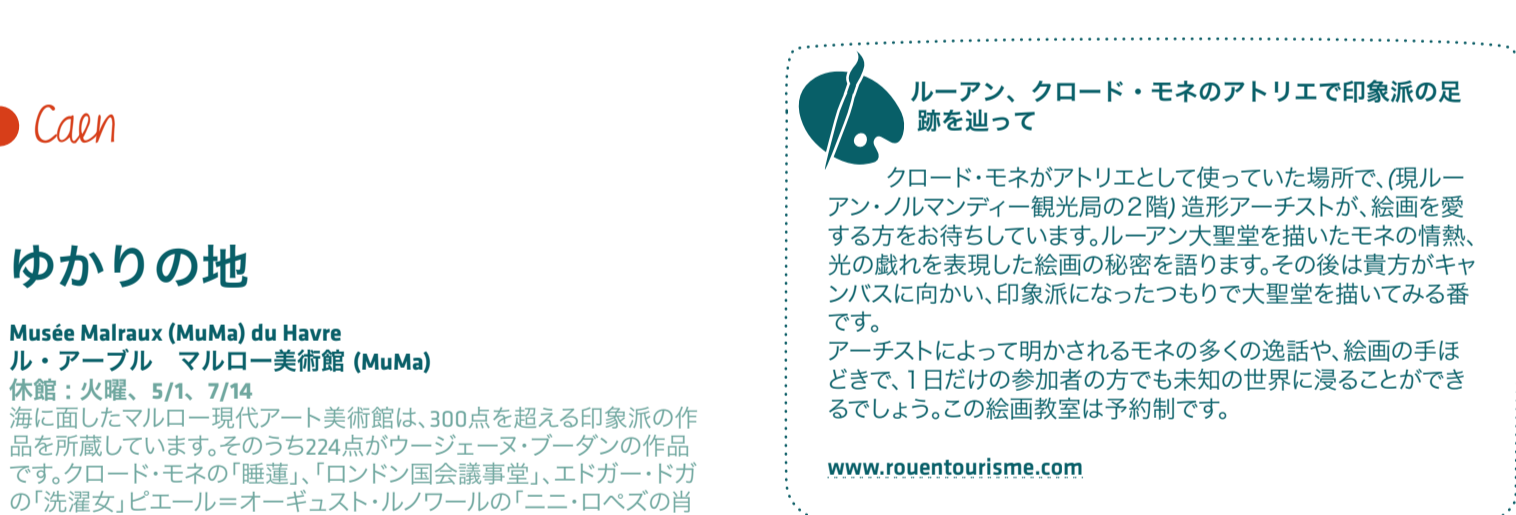 Caen
ゆかりの地
Musée Malraux (MuMa) du Havre
ル・アーブル　マルロー美術館 (MuMa)
休館：火曜、5/1、7/14
海に面したマルロー現代アート美術館は、300点を超える印象派の作
品を所蔵しています。そのうち224点がウージェーヌ・ブーダンの作品
です。クロード・モネの「睡蓮」、「ロンドン国会議事堂」、エドガー・ドガ
の「洗濯女」ピエール＝オーギュスト・ルノワールの「ニニ・ロペズの肖
ルーアン、クロード・モネのアトリエで印象派の足
跡を辿って
クロード・モネがアトリエとして使っていた場所で、(現ルー
アン・ノルマンディー観光局の２階) 造形アーチストが、絵画を愛
する方をお待ちしています。ルーアン大聖堂を描いたモネの情熱、
光の戯れを表現した絵画の秘密を語ります。その後は貴方がキャ
ンバスに向かい、印象派になったつもりで大聖堂を描いてみる番
です。
アーチストによって明かされるモネの多くの逸話や、絵画の手ほ
どきで、１日だけの参加者の方でも未知の世界に浸ることができ
るでしょう。この絵画教室は予約制です。
www.rouentourisme.com